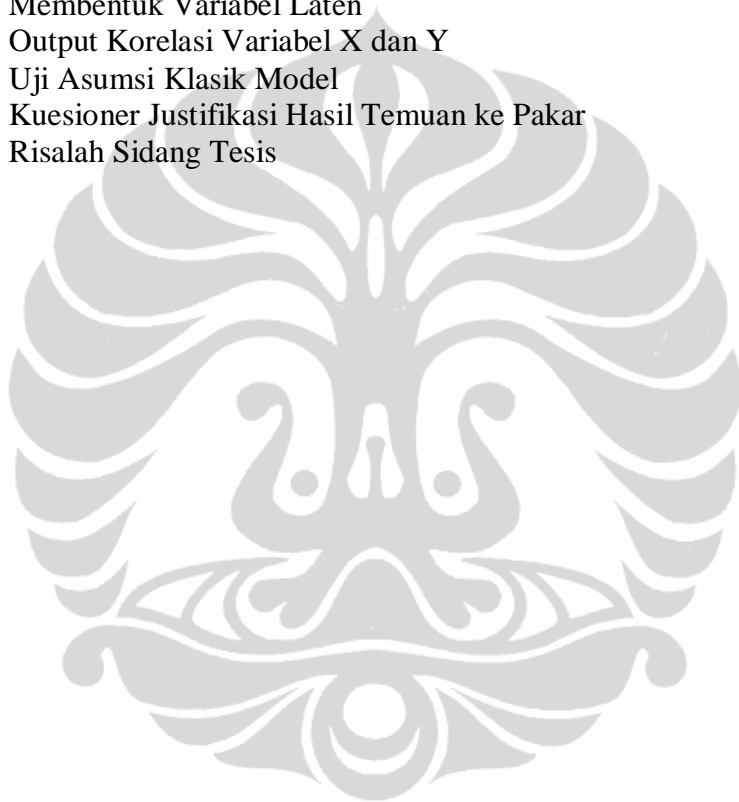 Membentuk Variabel Laten
Output Korelasi Variabel X dan Y
Uji Asumsi Klasik Model
Kuesioner Justifikasi Hasil Temuan ke Pakar
Risalah Sidang Tesis